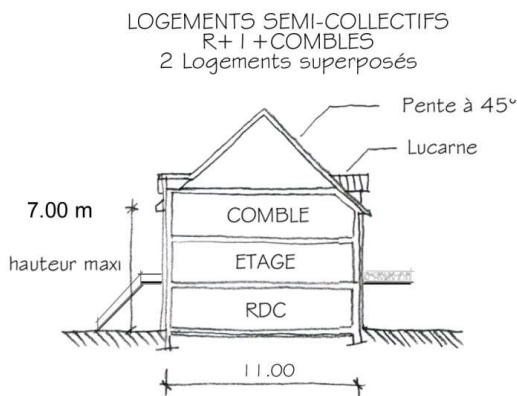 LOGEMENTS SEMI-COLLECTIFS
R+1+COMBLES
2 Logements superposés
Pente à 45°
Lucarne
7.00 m
COMBLE
hauteur maxi
ETAGE
RDC
11.00